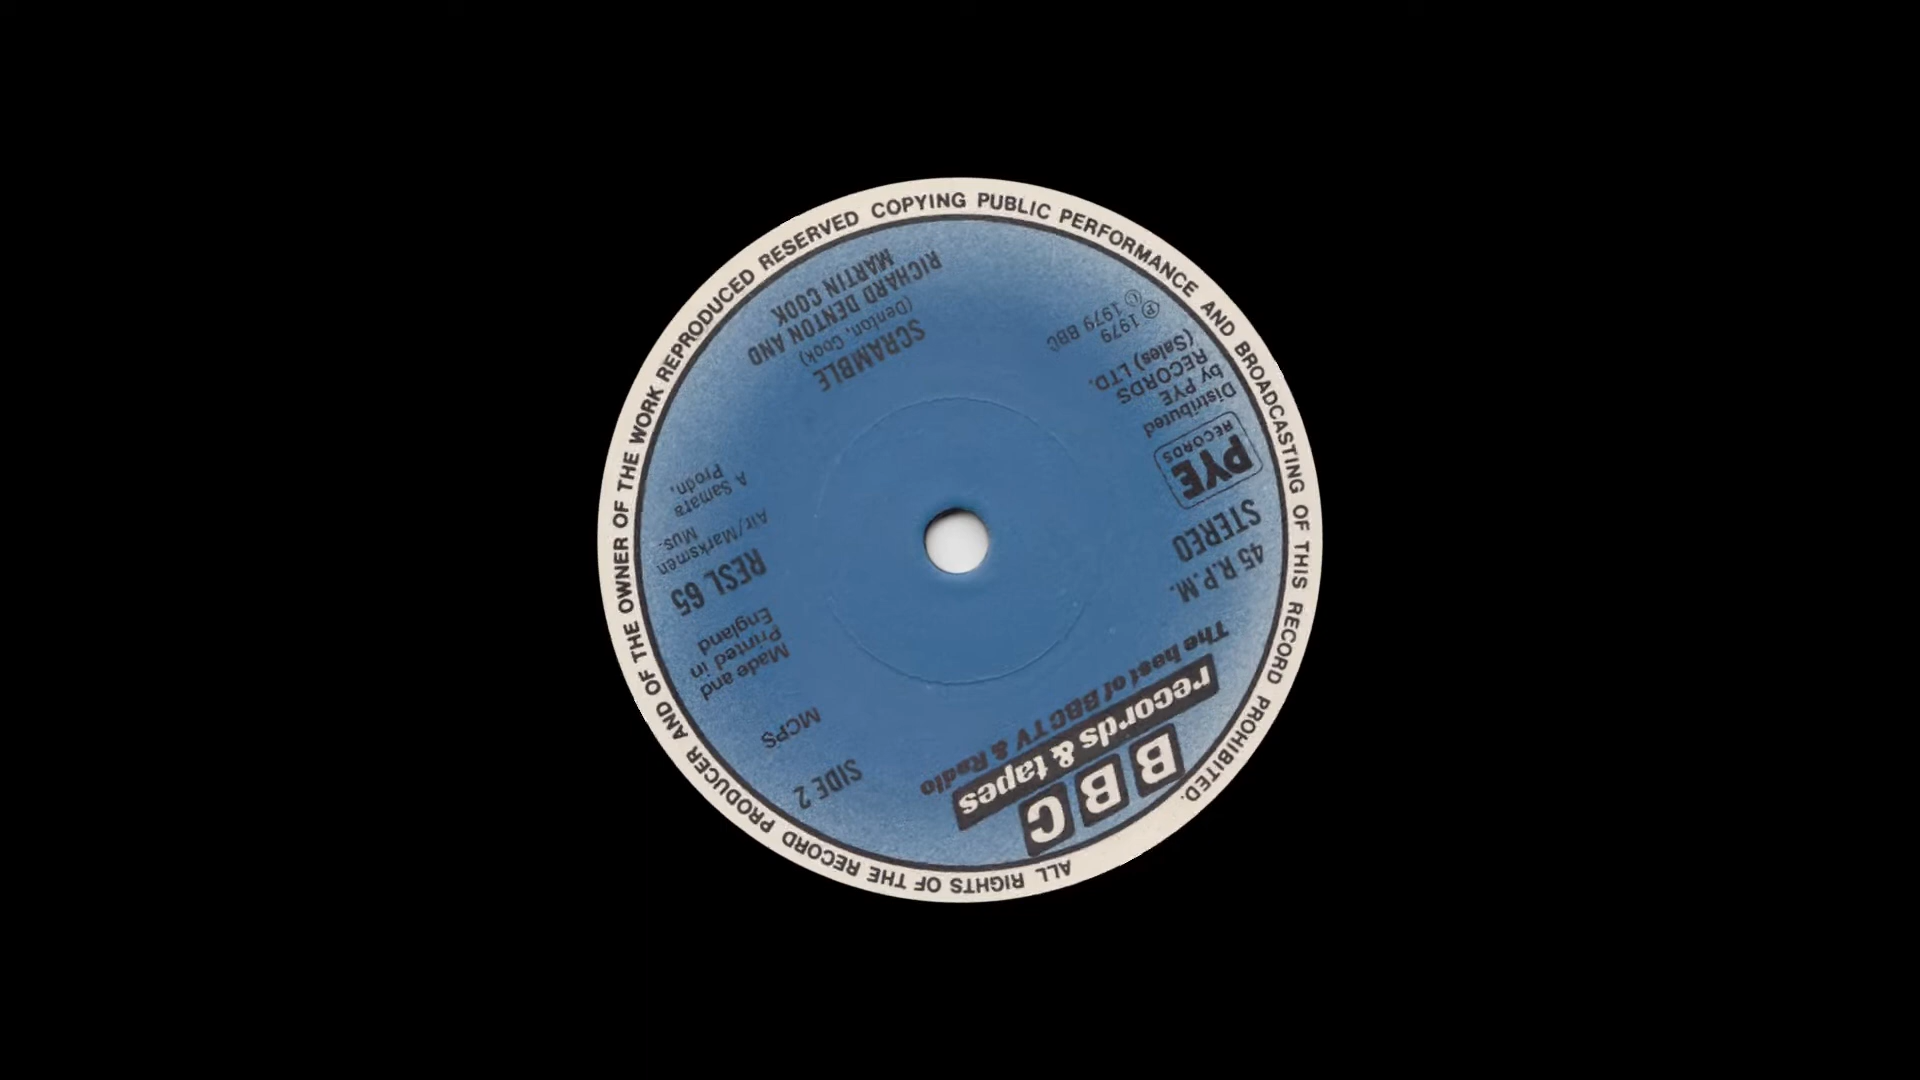 ALL RIGHTS OF THE RECORD PRODUCER AND OF THE OWNER OF THE WORK REPRODUCED RESERVED COPYING PUBLIC PERFORMANCE AND BROADCASTING OF THIS RECORD PROHIBITED.
BBC
records & tapes
The best of BBC TV & Radio
45 R.P.M.
STEREO
PYE
RECORDS
Distributed
by PYE
RECORDS
(Sales) LTD.
℗ 1979
© 1979 BBC
SIDE 2
MCPS
Made and
Printed in
England
RESL 65
Air/Marksmen
Mus.
A Samara
Prodn.
SCRAMBLE
(Denton, Cook)
RICHARD DENTON AND
MARTIN COOK